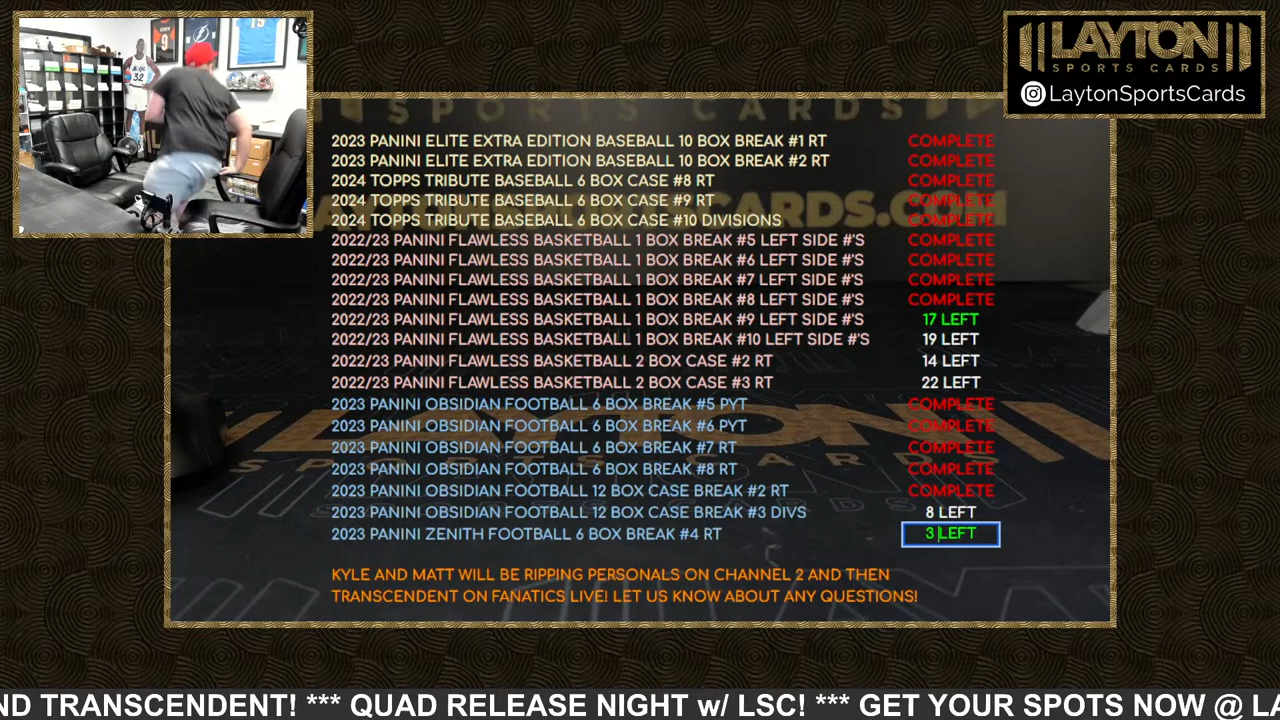 LAYTON
SPORTS CARDS
LaytonSportsCards
2023 PANINI ELITE EXTRA EDITION BASEBALL 10 BOX BREAK #1 RT COMPLETE
2023 PANINI ELITE EXTRA EDITION BASEBALL 10 BOX BREAK #2 RT COMPLETE
2024 TOPPS TRIBUTE BASEBALL 6 BOX CASE #8 RT COMPLETE
2024 TOPPS TRIBUTE BASEBALL 6 BOX CASE #9 RT COMPLETE
2024 TOPPS TRIBUTE BASEBALL 6 BOX CASE #10 DIVISIONS COMPLETE
2022/23 PANINI FLAWLESS BASKETBALL 1 BOX BREAK #5 LEFT SIDE #'S COMPLETE
2022/23 PANINI FLAWLESS BASKETBALL 1 BOX BREAK #6 LEFT SIDE #'S COMPLETE
2022/23 PANINI FLAWLESS BASKETBALL 1 BOX BREAK #7 LEFT SIDE #'S COMPLETE
2022/23 PANINI FLAWLESS BASKETBALL 1 BOX BREAK #8 LEFT SIDE #'S COMPLETE
2022/23 PANINI FLAWLESS BASKETBALL 1 BOX BREAK #9 LEFT SIDE #'S 17 LEFT
2022/23 PANINI FLAWLESS BASKETBALL 1 BOX BREAK #10 LEFT SIDE #'S 19 LEFT
2022/23 PANINI FLAWLESS BASKETBALL 2 BOX CASE #2 RT 14 LEFT
2022/23 PANINI FLAWLESS BASKETBALL 2 BOX CASE #3 RT 22 LEFT
2023 PANINI OBSIDIAN FOOTBALL 6 BOX BREAK #5 PYT COMPLETE
2023 PANINI OBSIDIAN FOOTBALL 6 BOX BREAK #6 PYT COMPLETE
2023 PANINI OBSIDIAN FOOTBALL 6 BOX BREAK #7 RT COMPLETE
2023 PANINI OBSIDIAN FOOTBALL 6 BOX BREAK #8 RT COMPLETE
2023 PANINI OBSIDIAN FOOTBALL 12 BOX CASE BREAK #2 RT COMPLETE
2023 PANINI OBSIDIAN FOOTBALL 12 BOX CASE BREAK #3 DIVS 8 LEFT
2023 PANINI ZENITH FOOTBALL 6 BOX BREAK #4 RT 3 LEFT
KYLE AND MATT WILL BE RIPPING PERSONALS ON CHANNEL 2 AND THEN
TRANSCENDENT ON FANATICS LIVE! LET US KNOW ABOUT ANY QUESTIONS!
ND TRANSCENDENT! *** QUAD RELEASE NIGHT w/ LSC! *** GET YOUR SPOTS NOW @ LA